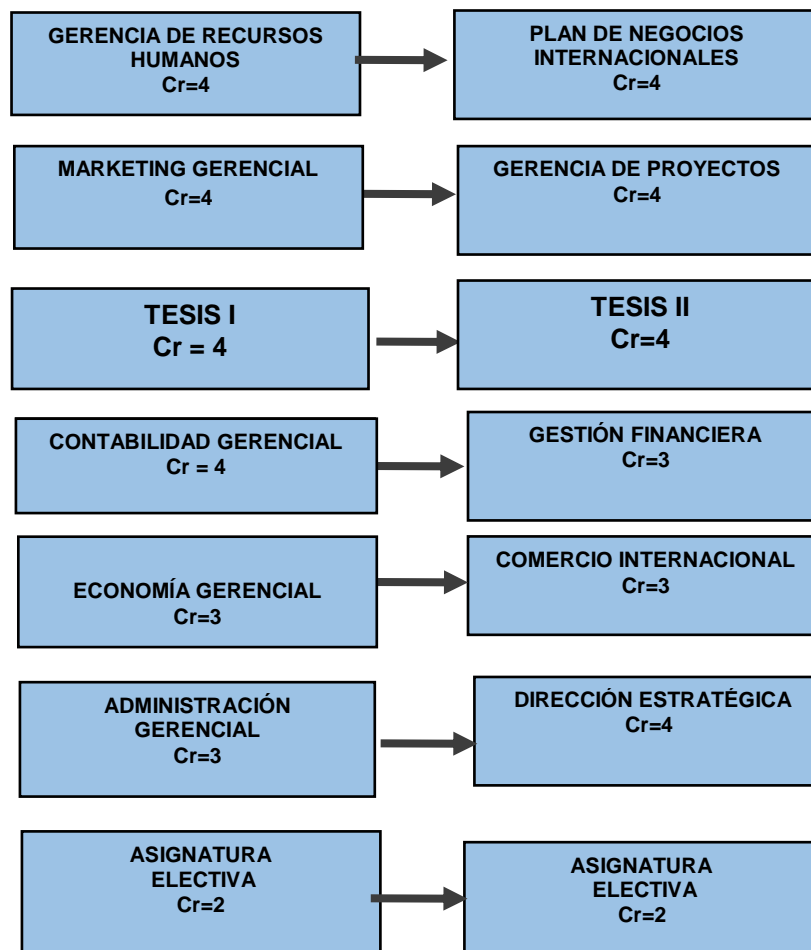 GERENCIA DE RECURSOS
HUMANOS
Cr=4
PLAN DE NEGOCIOS
INTERNACIONALES
Cr=4
MARKETING GERENCIAL
Cr=4
GERENCIA DE PROYECTOS
Cr=4
TESIS I
Cr = 4
TESIS II
Cr=4
CONTABILIDAD GERENCIAL
Cr = 4
GESTIÓN FINANCIERA
Cr=3
ECONOMÍA GERENCIAL
Cr=3
COMERCIO INTERNACIONAL
Cr=3
ADMINISTRACIÓN
GERENCIAL
Cr=3
DIRECCIÓN ESTRATÉGICA
Cr=4
ASIGNATURA
ELECTIVA
Cr=2
ASIGNATURA
ELECTIVA
Cr=2